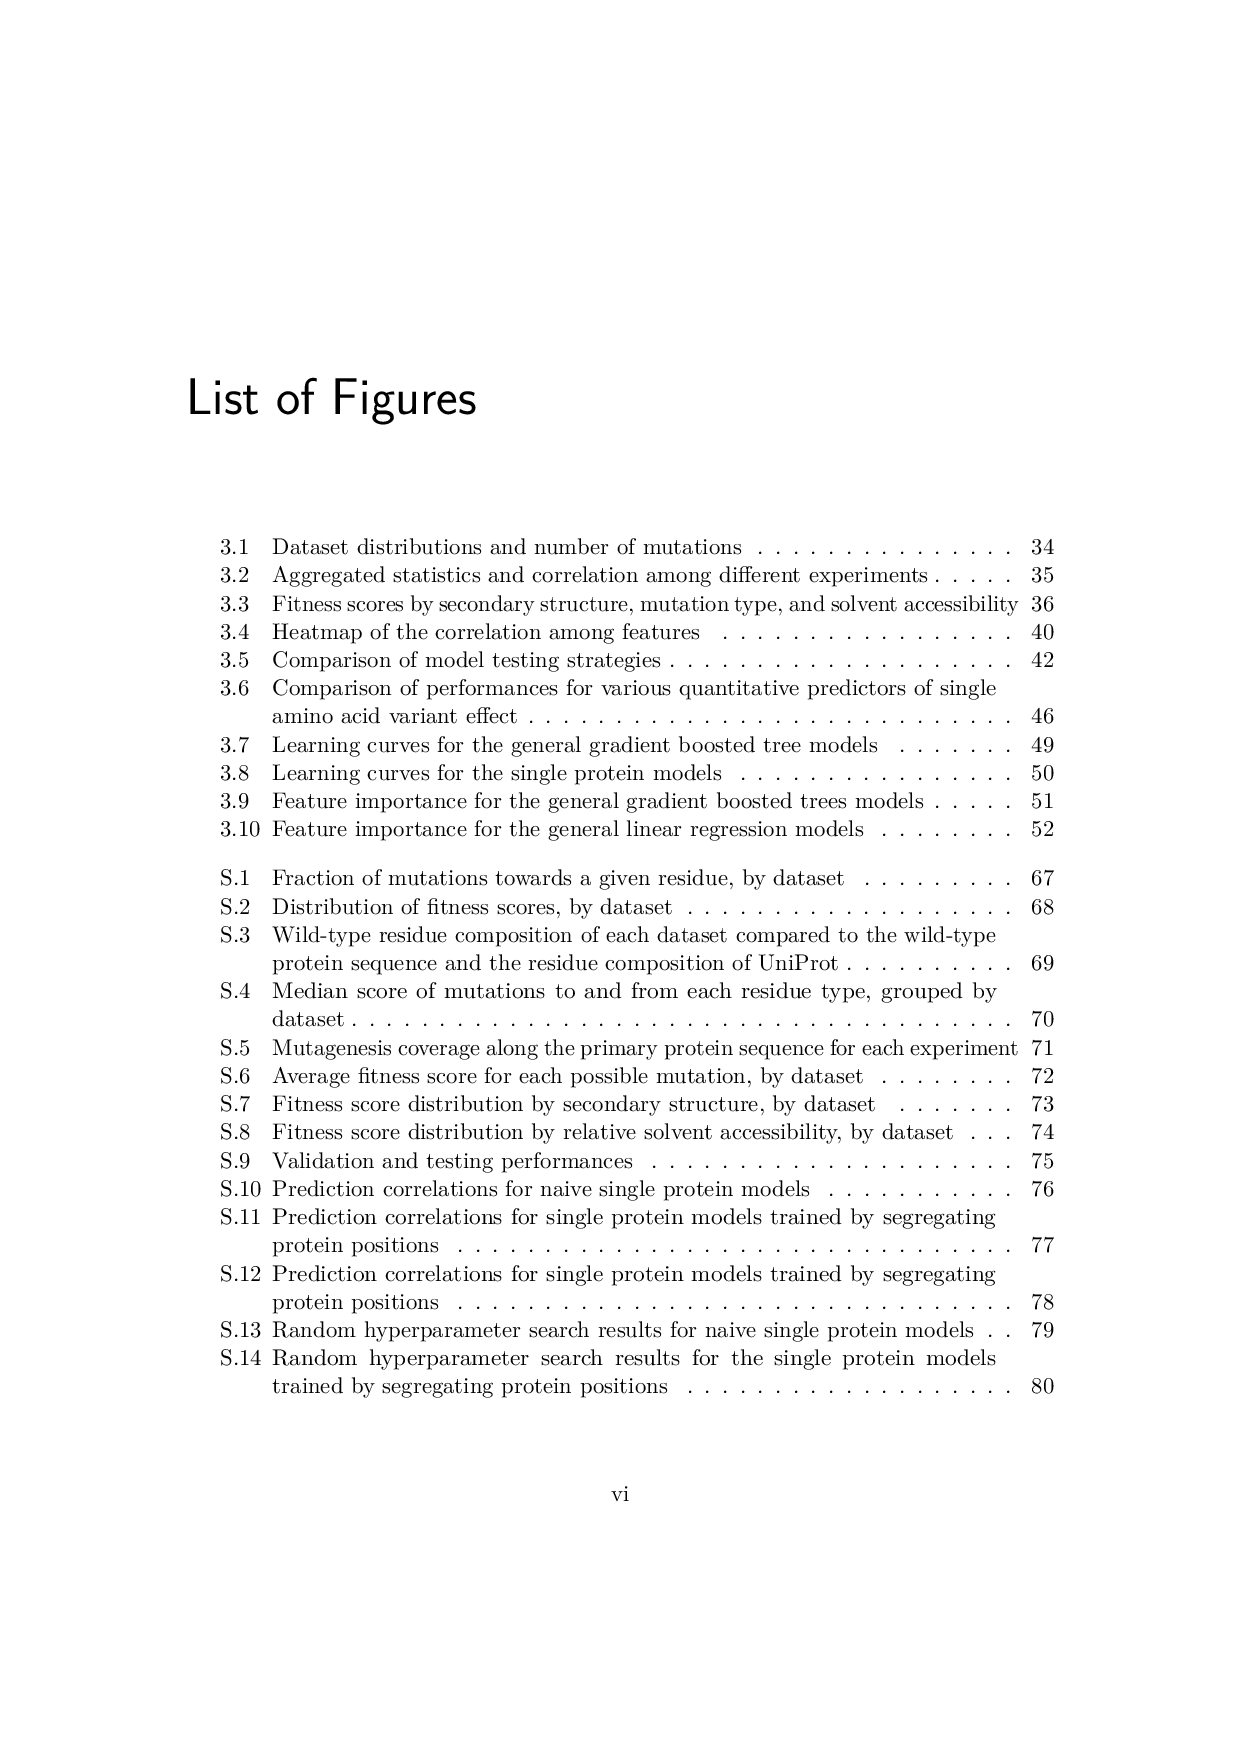 List of Figures
3.1 Dataset distributions and number of mutations . . . . . . . . . . . . . . . 34
3.2 Aggregated statistics and correlation among different experiments . . . . . 35
3.3 Fitness scores by secondary structure, mutation type, and solvent accessibility 36
3.4 Heatmap of the correlation among features . . . . . . . . . . . . . . . . . 40
3.5 Comparison of model testing strategies . . . . . . . . . . . . . . . . . . . . 42
3.6 Comparison of performances for various quantitative predictors of single
amino acid variant effect . . . . . . . . . . . . . . . . . . . . . . . . . . . . 46
3.7 Learning curves for the general gradient boosted tree models . . . . . . . 49
3.8 Learning curves for the single protein models . . . . . . . . . . . . . . . . 50
3.9 Feature importance for the general gradient boosted trees models . . . . . 51
3.10 Feature importance for the general linear regression models . . . . . . . . 52
S.1 Fraction of mutations towards a given residue, by dataset . . . . . . . . . 67
S.2 Distribution of fitness scores, by dataset . . . . . . . . . . . . . . . . . . . 68
S.3 Wild-type residue composition of each dataset compared to the wild-type
protein sequence and the residue composition of UniProt . . . . . . . . . . 69
S.4 Median score of mutations to and from each residue type, grouped by
dataset . . . . . . . . . . . . . . . . . . . . . . . . . . . . . . . . . . . . . . 70
S.5 Mutagenesis coverage along the primary protein sequence for each experiment 71
S.6 Average fitness score for each possible mutation, by dataset . . . . . . . . 72
S.7 Fitness score distribution by secondary structure, by dataset . . . . . . . 73
S.8 Fitness score distribution by relative solvent accessibility, by dataset . . . 74
S.9 Validation and testing performances . . . . . . . . . . . . . . . . . . . . . 75
S.10 Prediction correlations for naive single protein models . . . . . . . . . . . 76
S.11 Prediction correlations for single protein models trained by segregating
protein positions . . . . . . . . . . . . . . . . . . . . . . . . . . . . . . . . 77
S.12 Prediction correlations for single protein models trained by segregating
protein positions . . . . . . . . . . . . . . . . . . . . . . . . . . . . . . . . 78
S.13 Random hyperparameter search results for naive single protein models . . 79
S.14 Random hyperparameter search results for the single protein models
trained by segregating protein positions . . . . . . . . . . . . . . . . . . . 80
vi